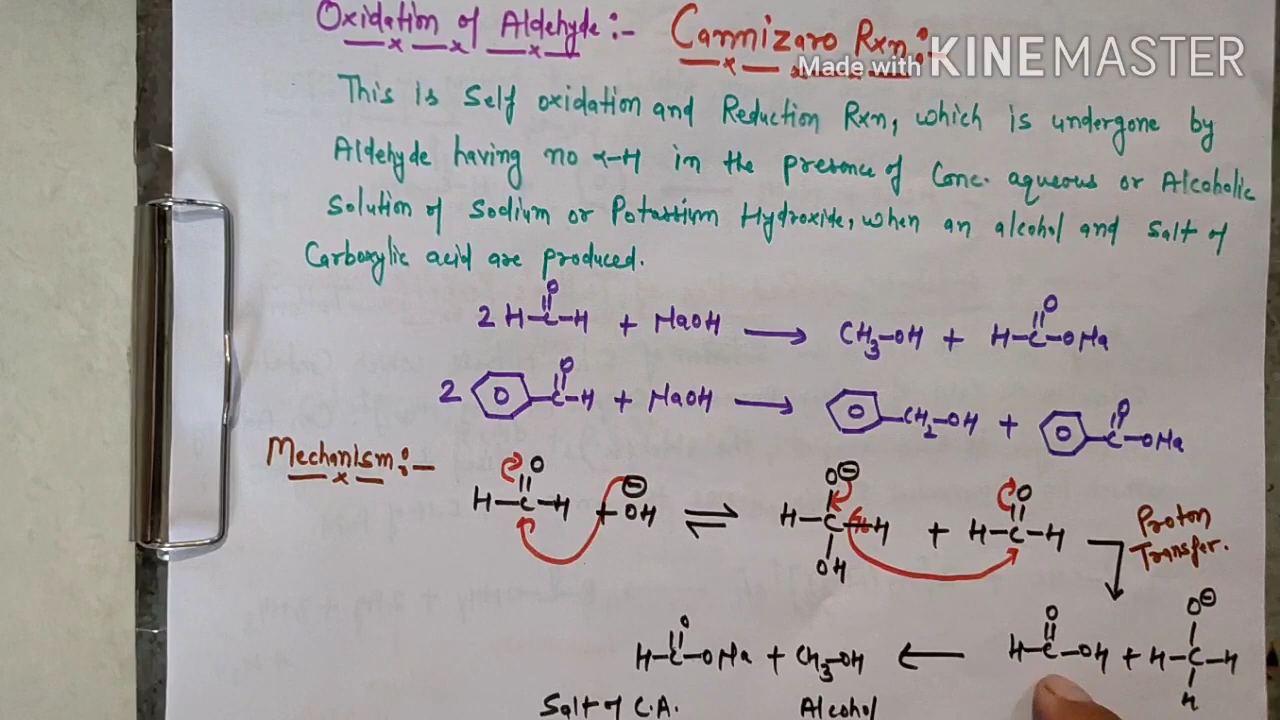 Oxidation of Aldehyde:- Cannizaro Rxn:-
Made with KINEMASTER
This is Self oxidation and Reduction Rxn, which is undergone by
Aldehyde having no α-H in the presence of Conc. aqueous or Alcoholic
Solution of Sodium or Potassium Hydroxite, when an alcohol and Salt of
Carboxylic acid are produced.
O O
2 H-C-H + NaOH → CH3-OH + H-C-ONa
O O
2 C-H + NaOH → CH2-OH + C-ONa
Mechanism:-
O ⊖ O⊖ O
H-C-H + OH ⇌ H-C-H + H-C-H Proton
OH Transfer.
O O O⊖
H-C-ONa + CH3-OH ← H-C-OH + H-C-H
H
Salt of C.A. Alcohol